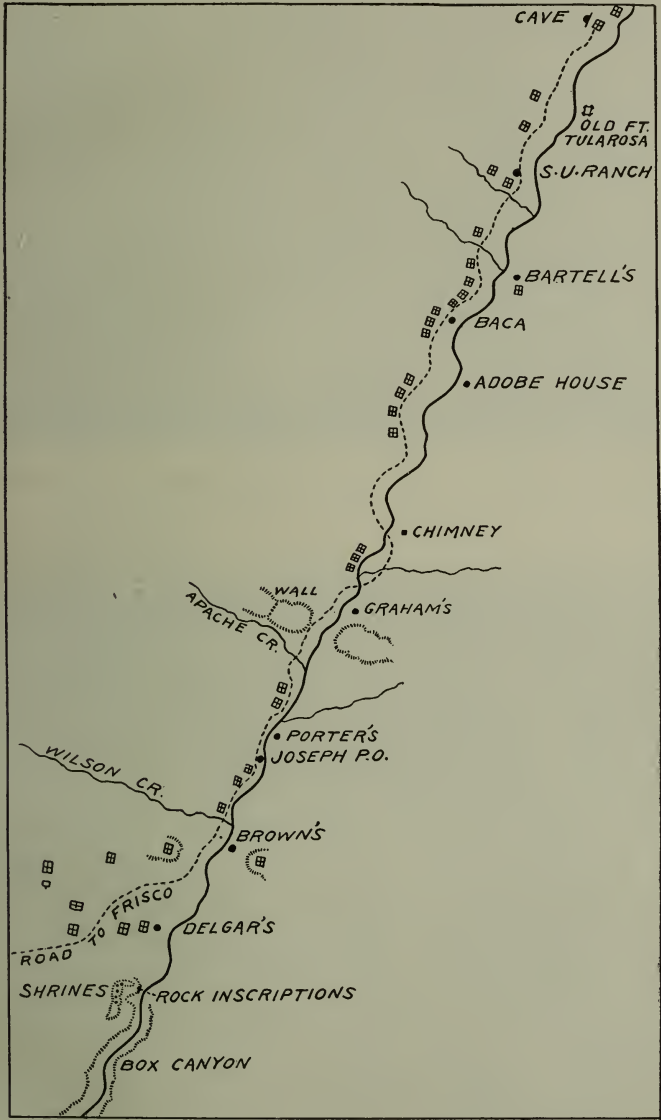 CAVE
OLD FT.
TULAROSA
S.U. RANCH
BARTELL'S
BACA
ADOBE HOUSE
CHIMNEY
WALL
APACHE CR.
GRAHAM'S
PORTER'S
JOSEPH P.O.
WILSON CR.
BROWN'S
ROAD TO FRISCO
DELGAR'S
SHRINES
ROCK INSCRIPTIONS
BOX CANYON